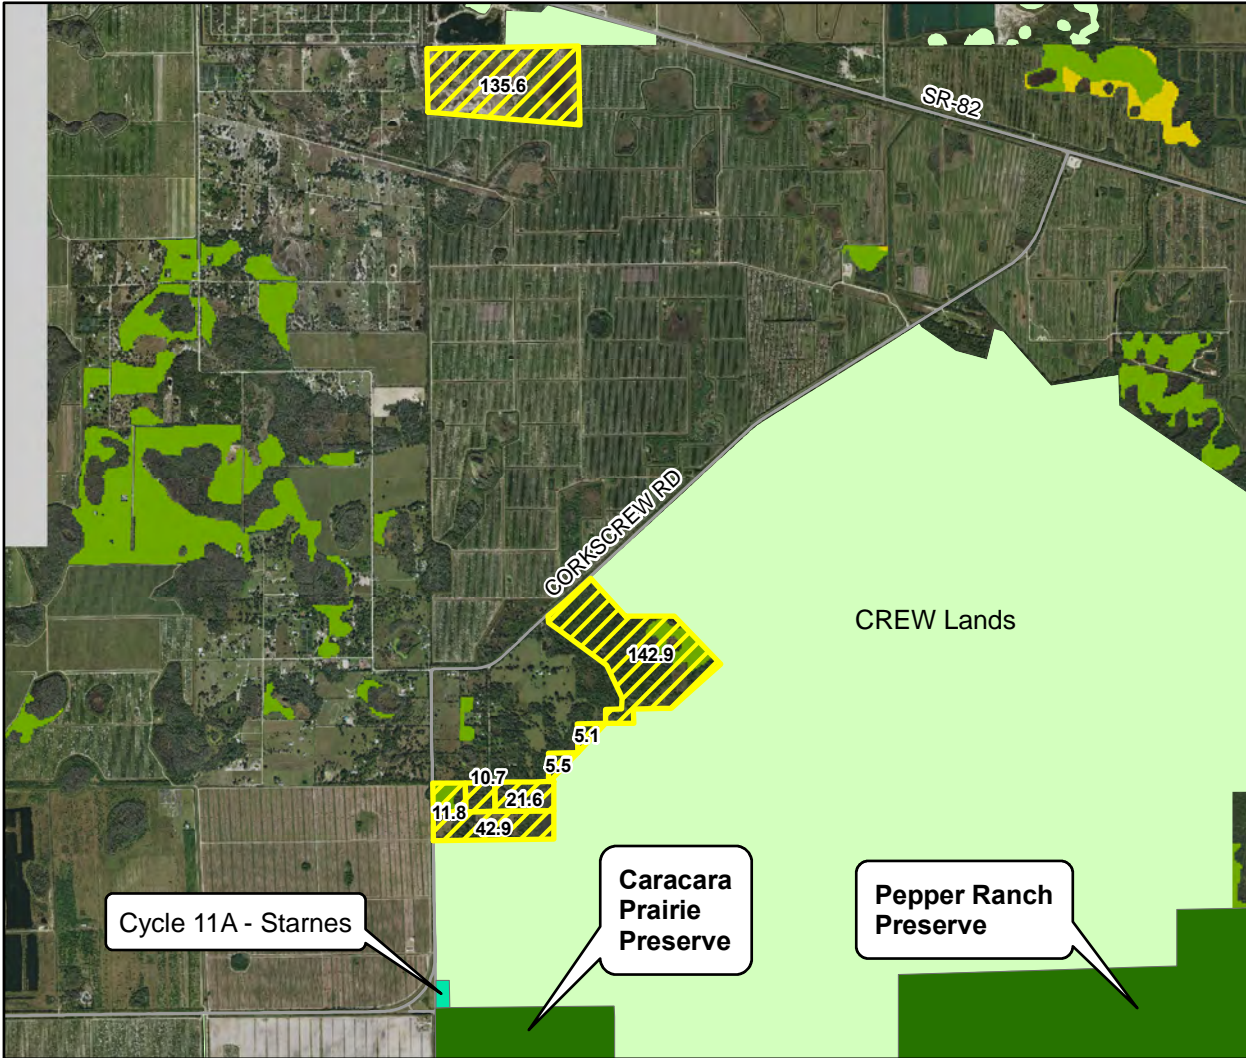 135.6
SR-82
CORKSCREW RD
CREW Lands
142.9
5.1
5.5
10.7
21.6
11.8
42.9
Caracara
Prairie
Preserve
Pepper Ranch
Preserve
Cycle 11A - Starnes